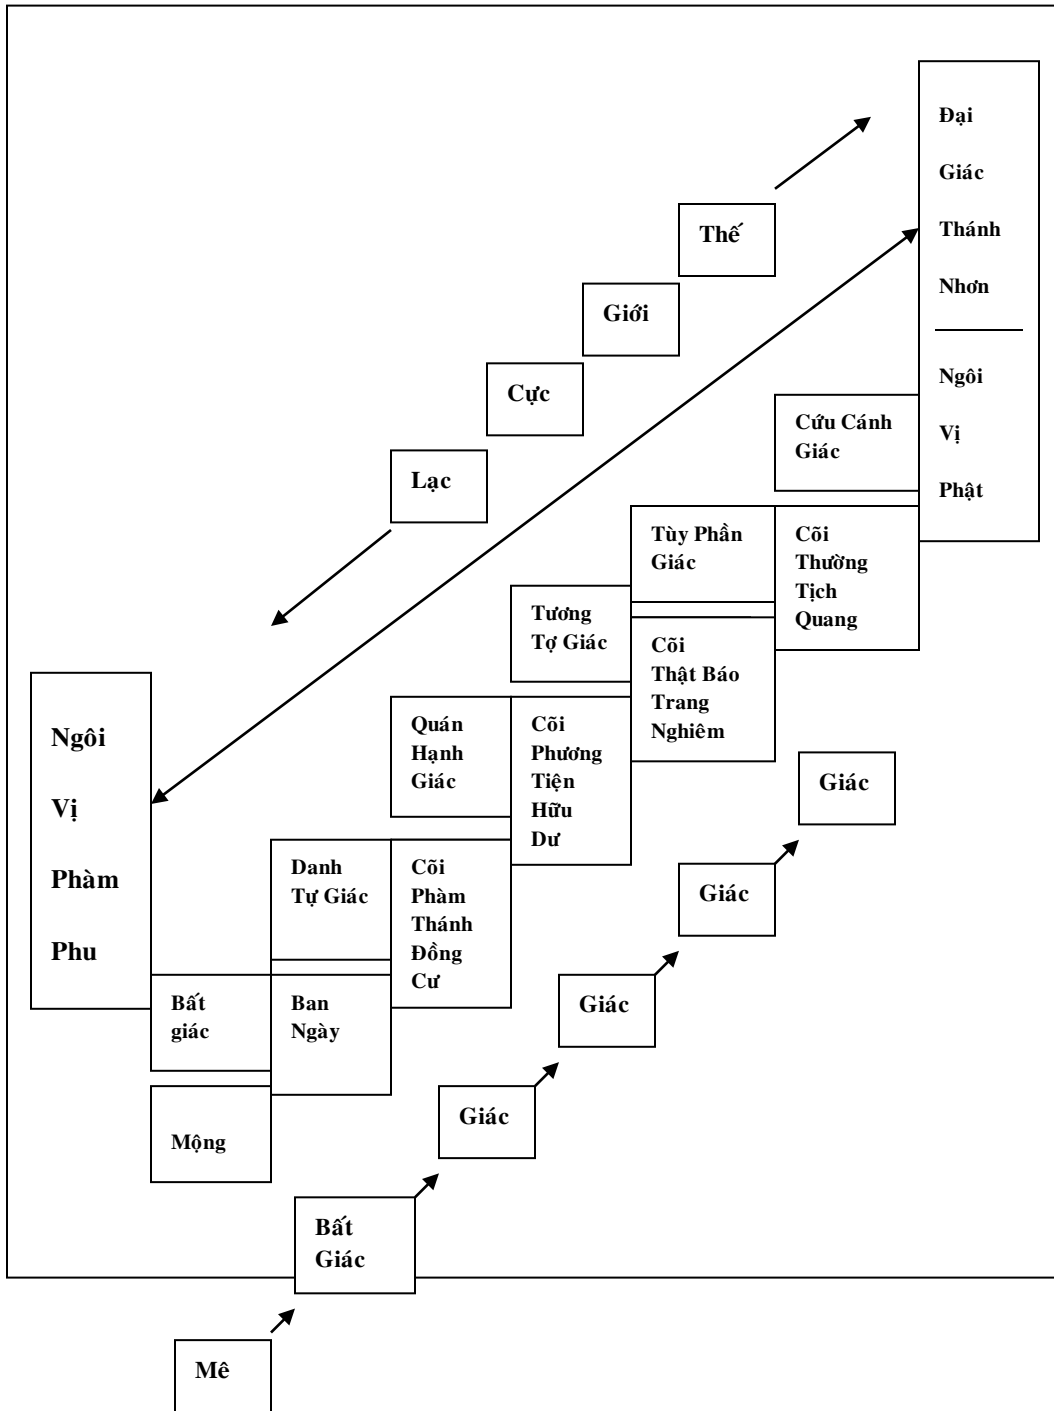 Đại
Giác
Thánh
Nhơn
Ngôi
Vị
Phật
Thế
Giới
Cực
Lạc
Cứu Cánh
Giác
Tùy Phần
Giác
Cõi
Thường
Tịch
Quang
Tương
Tợ Giác
Cõi
Thật Báo
Trang
Nghiêm
Quán
Hạnh
Giác
Cõi
Phương
Tiện
Hữu
Dư
Ngôi
Vị
Phàm
Phu
Danh
Tự Giác
Cõi
Phàm
Thánh
Đồng
Cư
Bất
giác
Ban
Ngày
Mộng
Giác
Giác
Giác
Giác
Bất
Giác
Mê